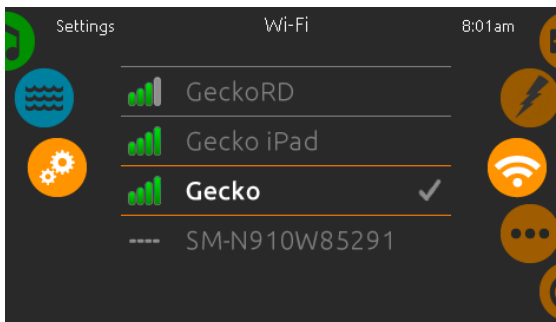 Settings Wi-Fi 8:01am
GeckoRD
Gecko iPad
Gecko
SM-N910W85291